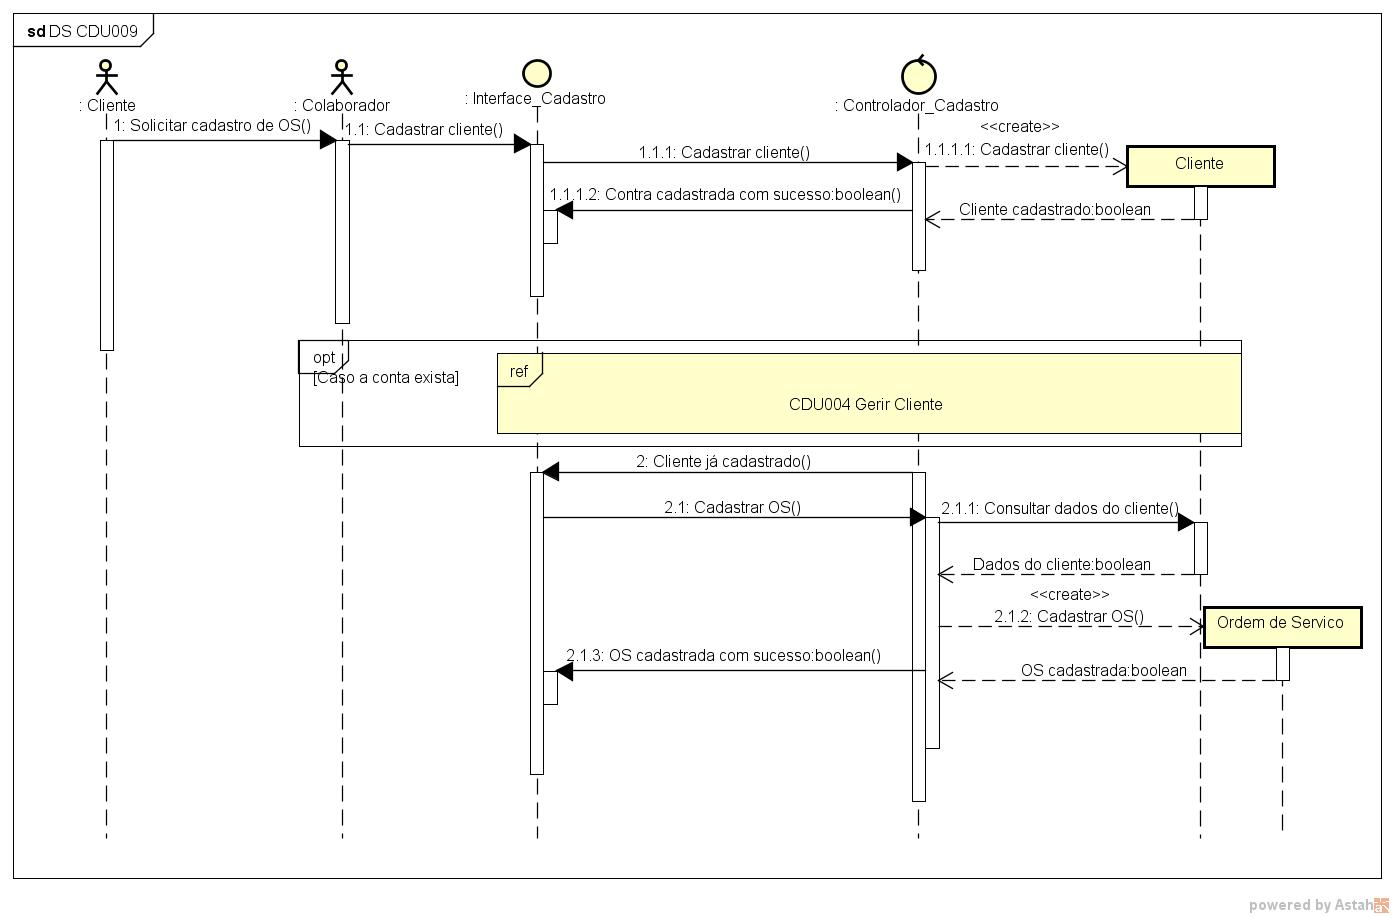 sd DS CDU009
: Cliente
: Colaborador
: Interface_Cadastro
: Controlador_Cadastro
1: Solicitar cadastro de OS()
1.1: Cadastrar cliente()
<<create>>
1.1.1: Cadastrar cliente()
1.1.1.1: Cadastrar cliente()
Cliente
1.1.1.2: Contra cadastrada com sucesso:boolean()
Cliente cadastrado:boolean
opt
[Caso a conta exista]
ref
CDU004 Gerir Cliente
2: Cliente já cadastrado()
2.1: Cadastrar OS()
2.1.1: Consultar dados do cliente()
Dados do cliente:boolean
<<create>>
2.1.2: Cadastrar OS()
Ordem de Servico
2.1.3: OS cadastrada com sucesso:boolean()
OS cadastrada:boolean
powered by Astah